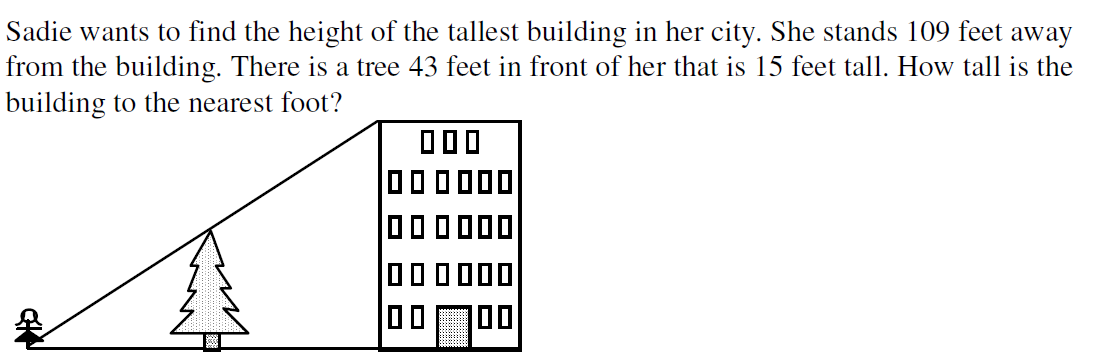 Sadie wants to find the height of the tallest building in her city. She stands 109 feet away
from the building. There is a tree 43 feet in front of her that is 15 feet tall. How tall is the
building to the nearest foot?